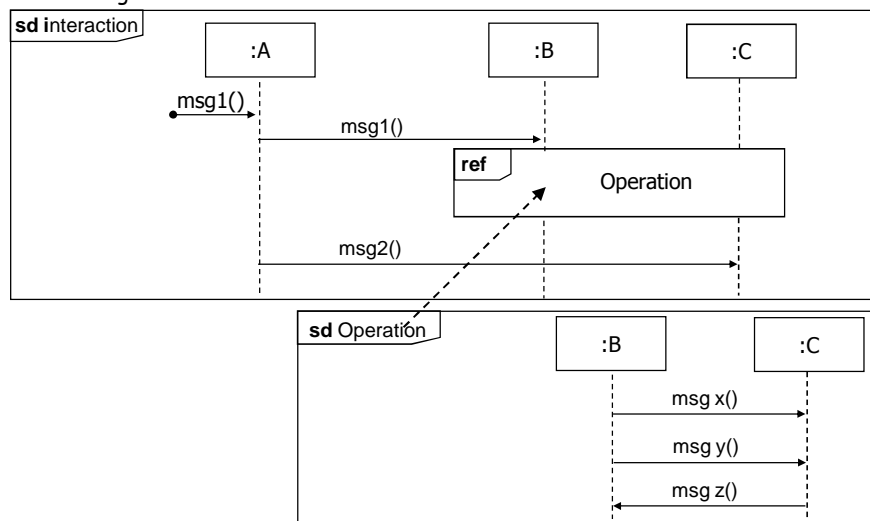 sd interaction
:A
:B
:C
msg1()
msg1()
ref
Operation
msg2()
sd Operation
:B
:C
msg x()
msg y()
msg z()